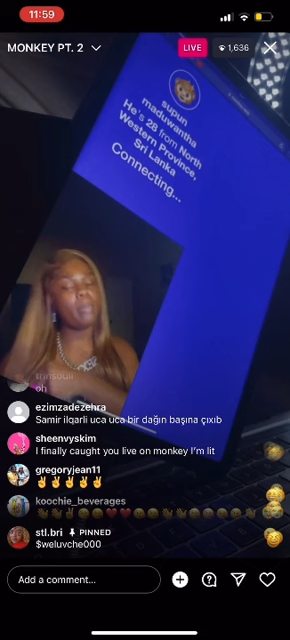 11:59
MONKEY PT. 2
LIVE
1,636
supun
maduwantha
He's 28 from North
Western Province,
Sri Lanka
Connecting...
oh
ezimzadezehra
Samir ilqarli uca uca bir dağın başına çıxıb
sheenvyskim
I finally caught you live on monkey I'm lit
gregoryjean11
✌✌✌✌✌
koochie_beverages
stl.bri PINNED
$weluvche000
Add a comment...